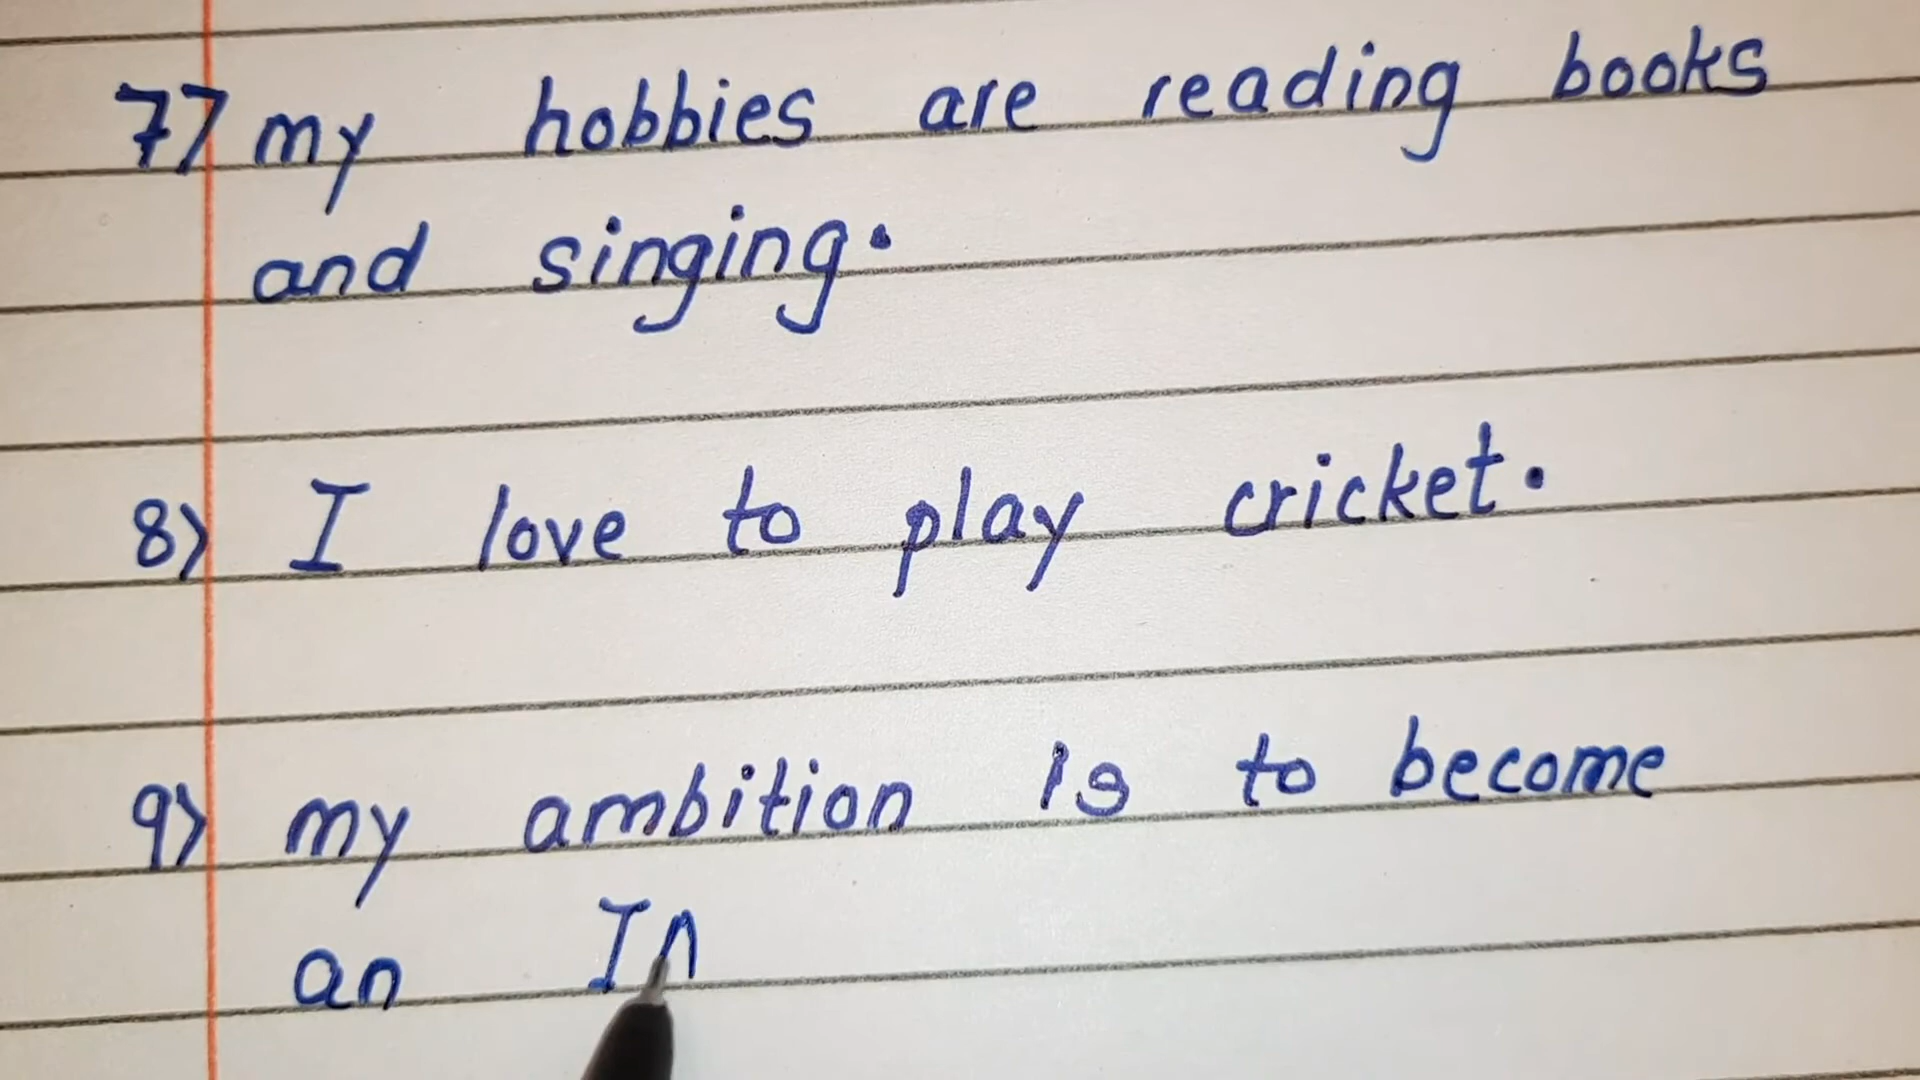 7) my hobbies are reading books
and singing.
8) I love to play cricket.
9) my ambition is to become
an